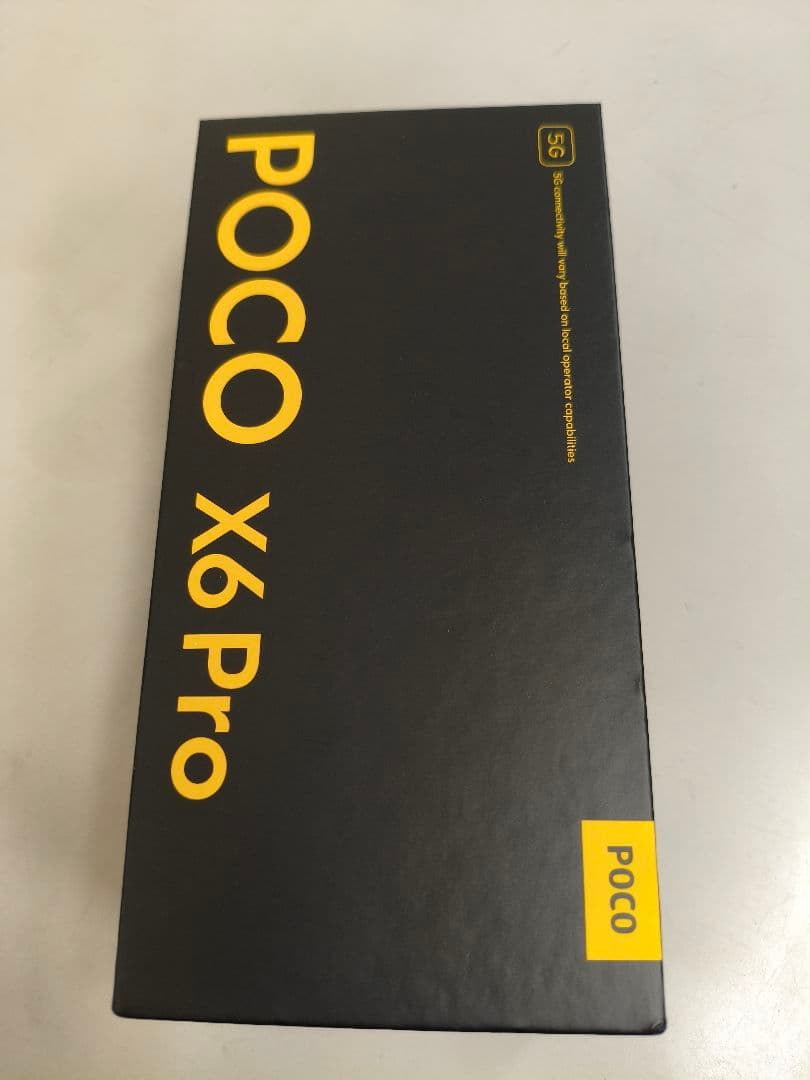 5G
5G connectivity will vary based on local operator capabilities
POCO
POCO X6 Pro